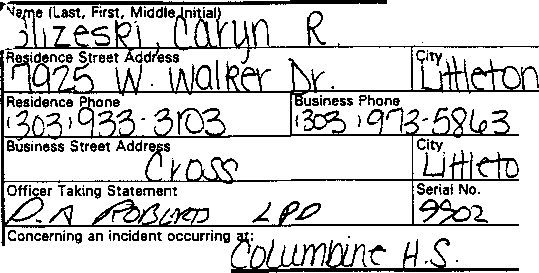 Name (Last, First, Middle Initial)
Glizeski, Caryn R.
Residence Street Address City
7925 W. Walker Dr. Littleton
Residence Phone Business Phone
(303) 933-3103 (303) 973-5863
Business Street Address City
Cross Littleto
Officer Taking Statement Serial No.
D.A ROBERTS LPD 9902
Concerning an incident occurring at:
Columbine H.S.